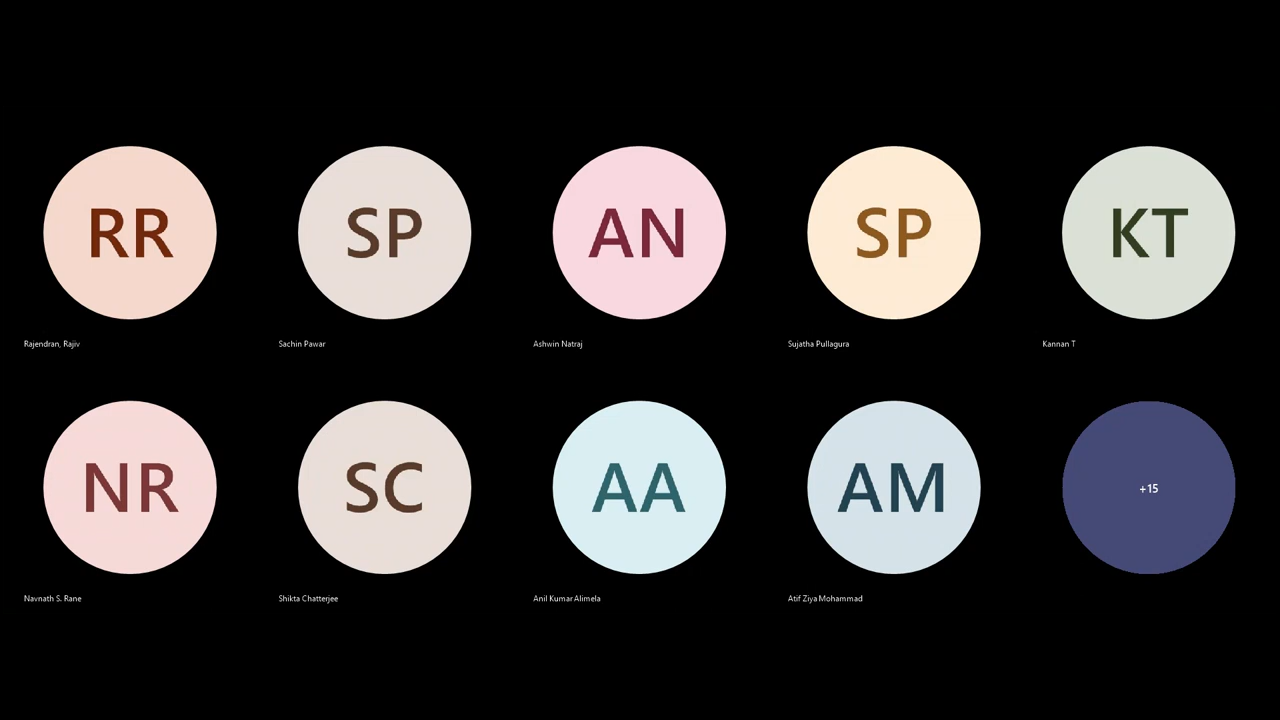 RR
SP
AN
SP
KT
Rajendran, Rajiv
Sachin Pawar
Ashwin Natraj
Sujatha Pullagura
Kannan T
NR
SC
AA
AM
+15
Navnath S. Rane
Shikta Chatterjee
Anil Kumar Alimela
Atif Ziya Mohammad